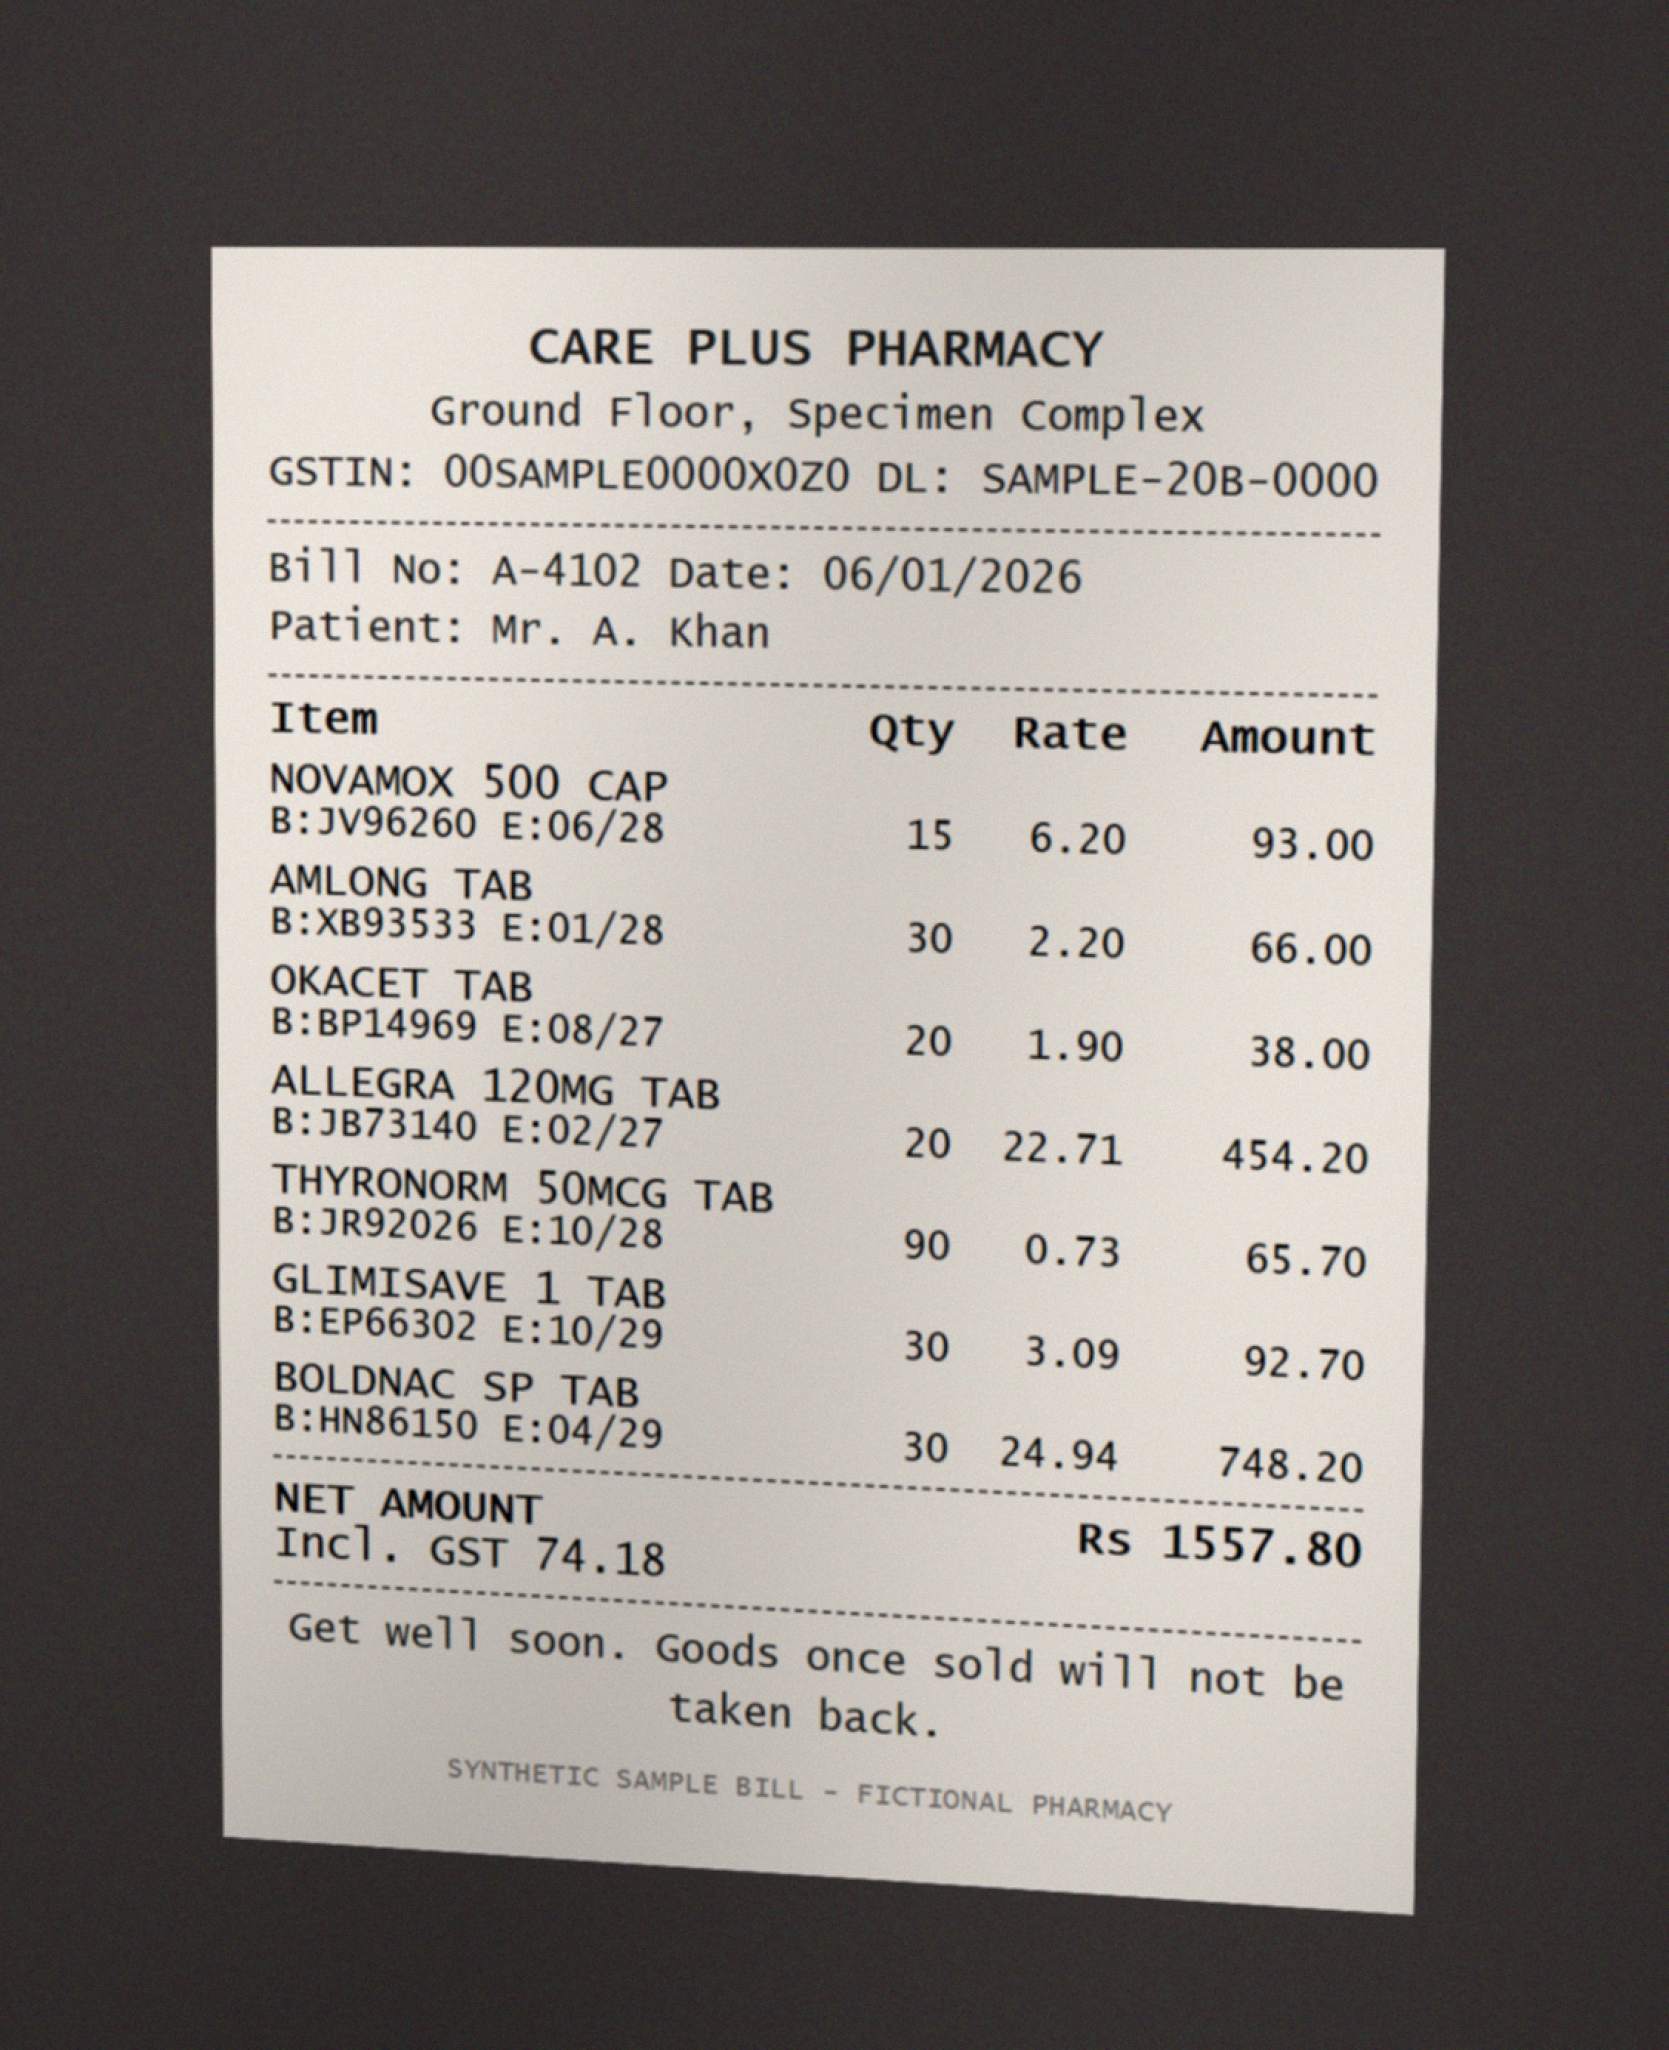 CARE PLUS PHARMACY
Ground Floor, Specimen Complex
GSTIN: 00SAMPLE0000X0Z0 DL: SAMPLE-20B-0000
Bill No: A-4102 Date: 06/01/2026
Patient: Mr. A. Khan
Item Qty Rate Amount
NOVAMOX 500 CAP
B:JV96260 E:06/28 15 6.20 93.00
AMLONG TAB
B:XB93533 E:01/28 30 2.20 66.00
OKACET TAB
B:BP14969 E:08/27 20 1.90 38.00
ALLEGRA 120MG TAB
B:JB73140 E:02/27 20 22.71 454.20
THYRONORM 50MCG TAB
B:JR92026 E:10/28 90 0.73 65.70
GLIMISAVE 1 TAB
B:EP66302 E:10/29 30 3.09 92.70
BOLDNAC SP TAB
B:HN86150 E:04/29 30 24.94 748.20
NET AMOUNT Rs 1557.80
Incl. GST 74.18
Get well soon. Goods once sold will not be
taken back.
SYNTHETIC SAMPLE BILL - FICTIONAL PHARMACY